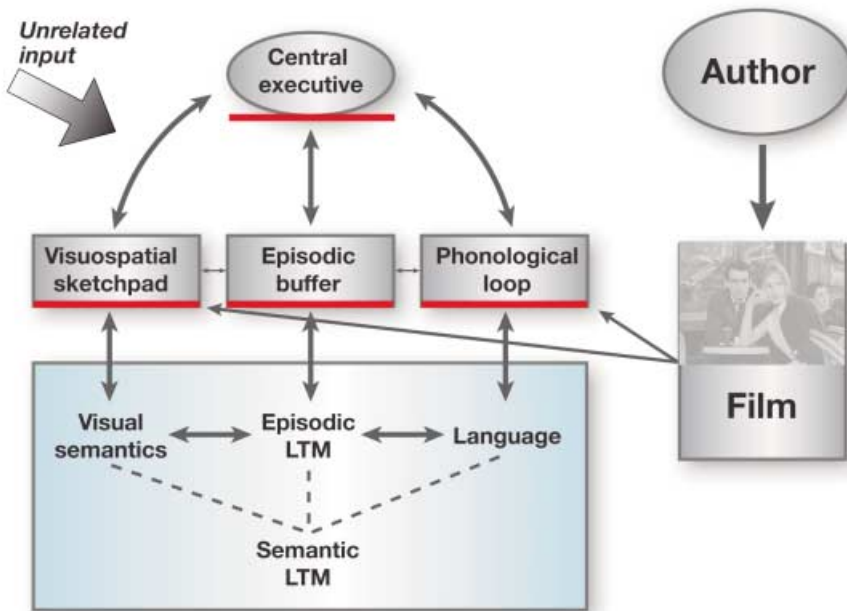 Unrelated
input
Central
executive
Author
Visuospatial
sketchpad
Episodic
buffer
Phonological
loop
Film
Visual
semantics
Episodic
LTM
Language
Semantic
LTM